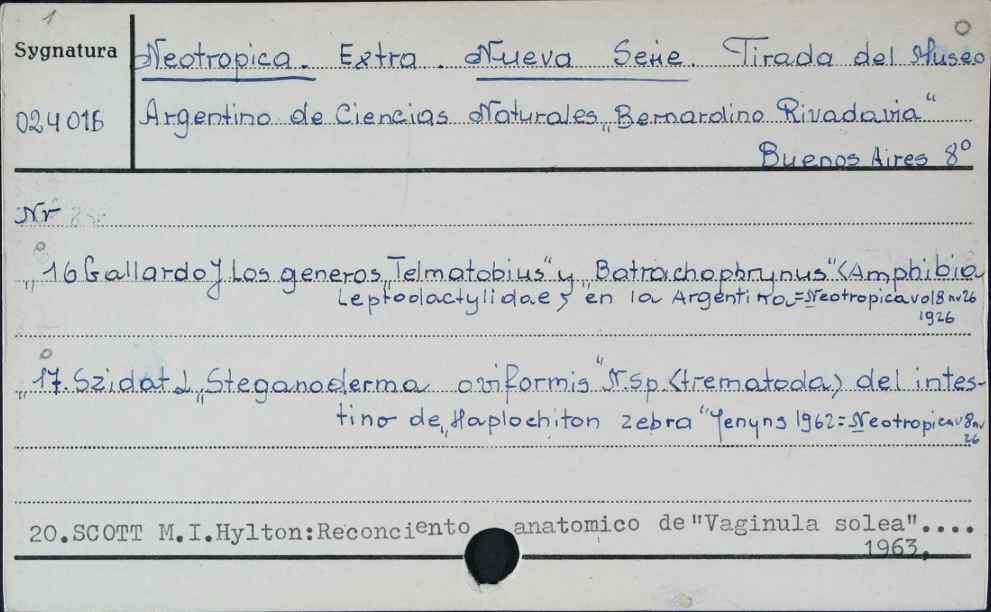 1
Sygnatura Neotropica. Extra. Nueva Serie. Tirada del Museo
024016 Argentino de Ciencias Naturales „Bernardino Rivadavia“
Buenos Aires 8°
Nr
„16 Gallardo J Los generos „Telmatobius“ y „Batrachophrynus“ (Amphibia
Leptodactylidae) en la Argentina = Neotropica vol 8 nr 26
1926
„17. Szidat L „Steganoderma oviformis“ N.sp. (trematoda) del intes-
tino de „Haplochiton zebra“ Jenyns 1962 = Neotropica v 8 nr
26
20.SCOTT M.I.Hylton:Reconciento anatomico de "Vaginula solea"....
1963.